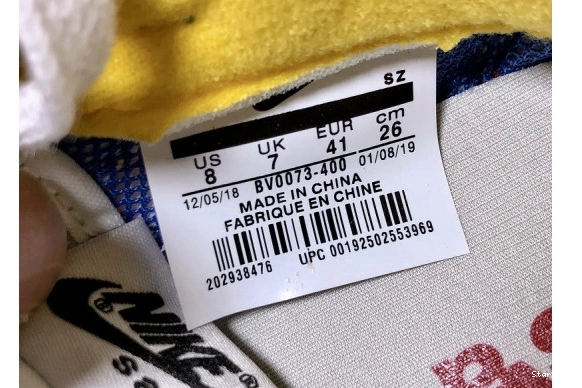 sz
US UK EUR cm
8 7 41 26
12/05/18 BV0073-400 01/08/19
MADE IN CHINA
FABRIQUE EN CHINE
202938476 UPC 00192502553969
NIKE
®
Stan